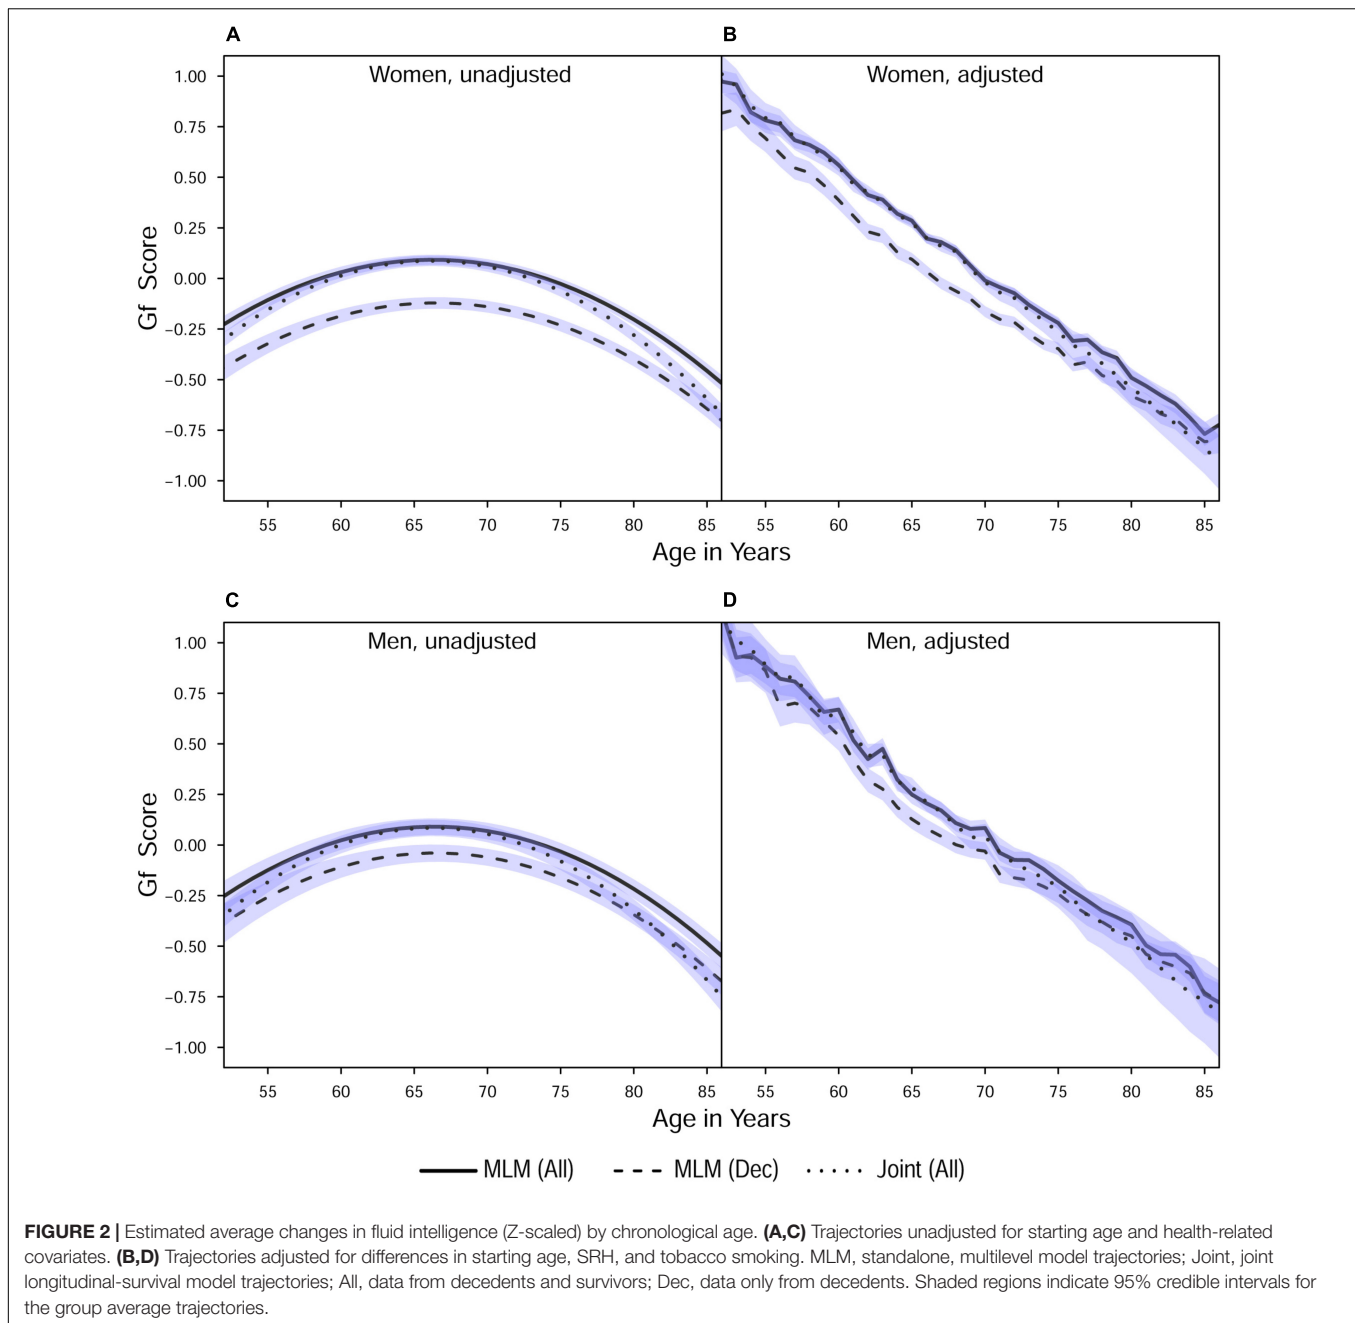 A
B
Women, unadjusted
Women, adjusted
1.00
0.75
0.50
0.25
0.00
−0.25
−0.50
−0.75
−1.00
Gf Score
55 60 65 70 75 80 85 55 60 65 70 75 80 85
Age in Years
C
D
Men, unadjusted
Men, adjusted
1.00
0.75
0.50
0.25
0.00
−0.25
−0.50
−0.75
−1.00
Gf Score
55 60 65 70 75 80 85 55 60 65 70 75 80 85
Age in Years
MLM (All) MLM (Dec) Joint (All)
FIGURE 2 | Estimated average changes in fluid intelligence (Z-scaled) by chronological age. (A,C) Trajectories unadjusted for starting age and health-related
covariates. (B,D) Trajectories adjusted for differences in starting age, SRH, and tobacco smoking. MLM, standalone, multilevel model trajectories; Joint, joint
longitudinal-survival model trajectories; All, data from decedents and survivors; Dec, data only from decedents. Shaded regions indicate 95% credible intervals for
the group average trajectories.